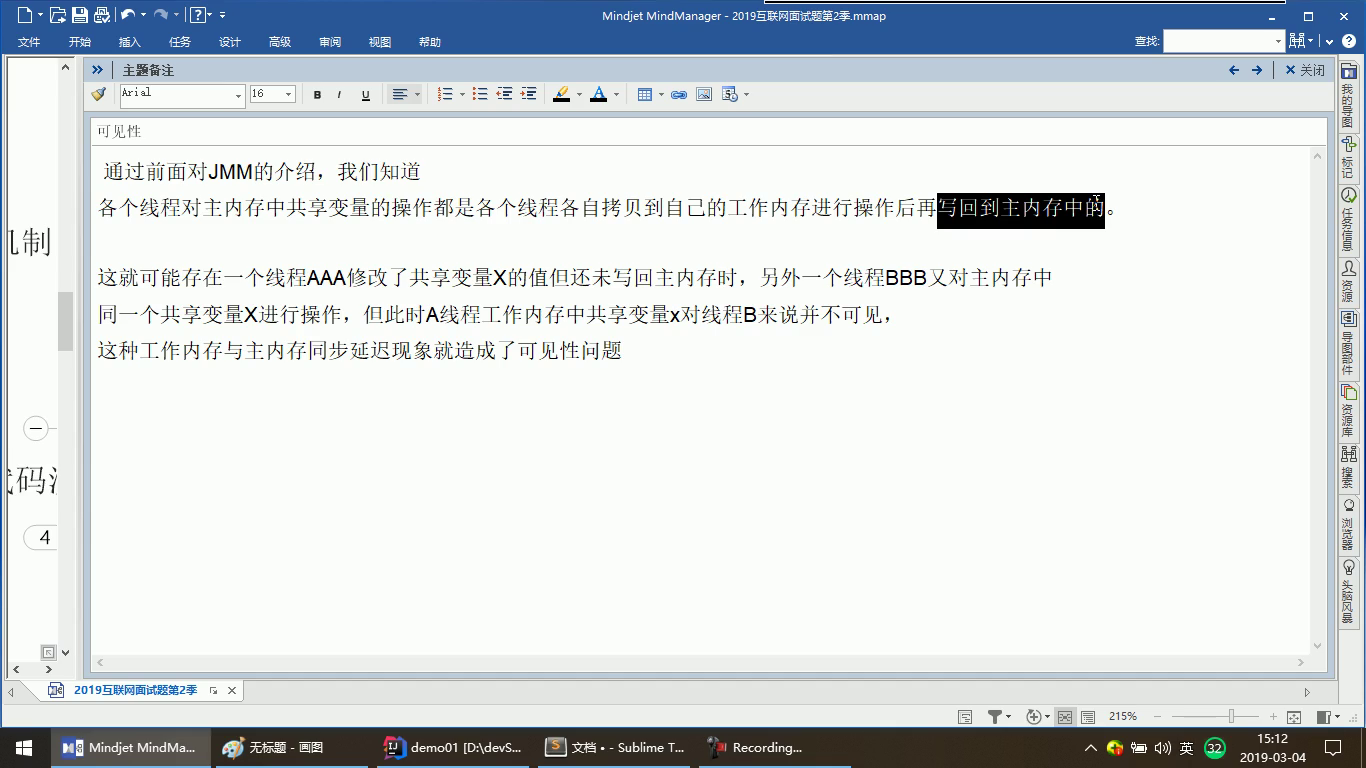 Mindjet MindManager - 2019互联网面试题第2季.mmap
文件 开始 插入 任务 设计 高级 审阅 视图 帮助
查找:
主题备注
关闭
Arial 16 B I U
可见性
通过前面对JMM的介绍，我们知道
各个线程对主内存中共享变量的操作都是各个线程各自拷贝到自己的工作内存进行操作后再写回到主内存中的。
这就可能存在一个线程AAA修改了共享变量X的值但还未写回主内存时，另外一个线程BBB又对主内存中
同一个共享变量X进行操作，但此时A线程工作内存中共享变量x对线程B来说并不可见，
这种工作内存与主内存同步延迟现象就造成了可见性问题
机制
码
4
我的导图
标记
任务信息
资源
导图部件
资源库
搜索
浏览器
头脑风暴
2019互联网面试题第2季
215%
Mindjet MindMa...
无标题 - 画图
demo01 [D:\devS...
文档 • - Sublime T...
Recording...
英
32
15:12
2019-03-04